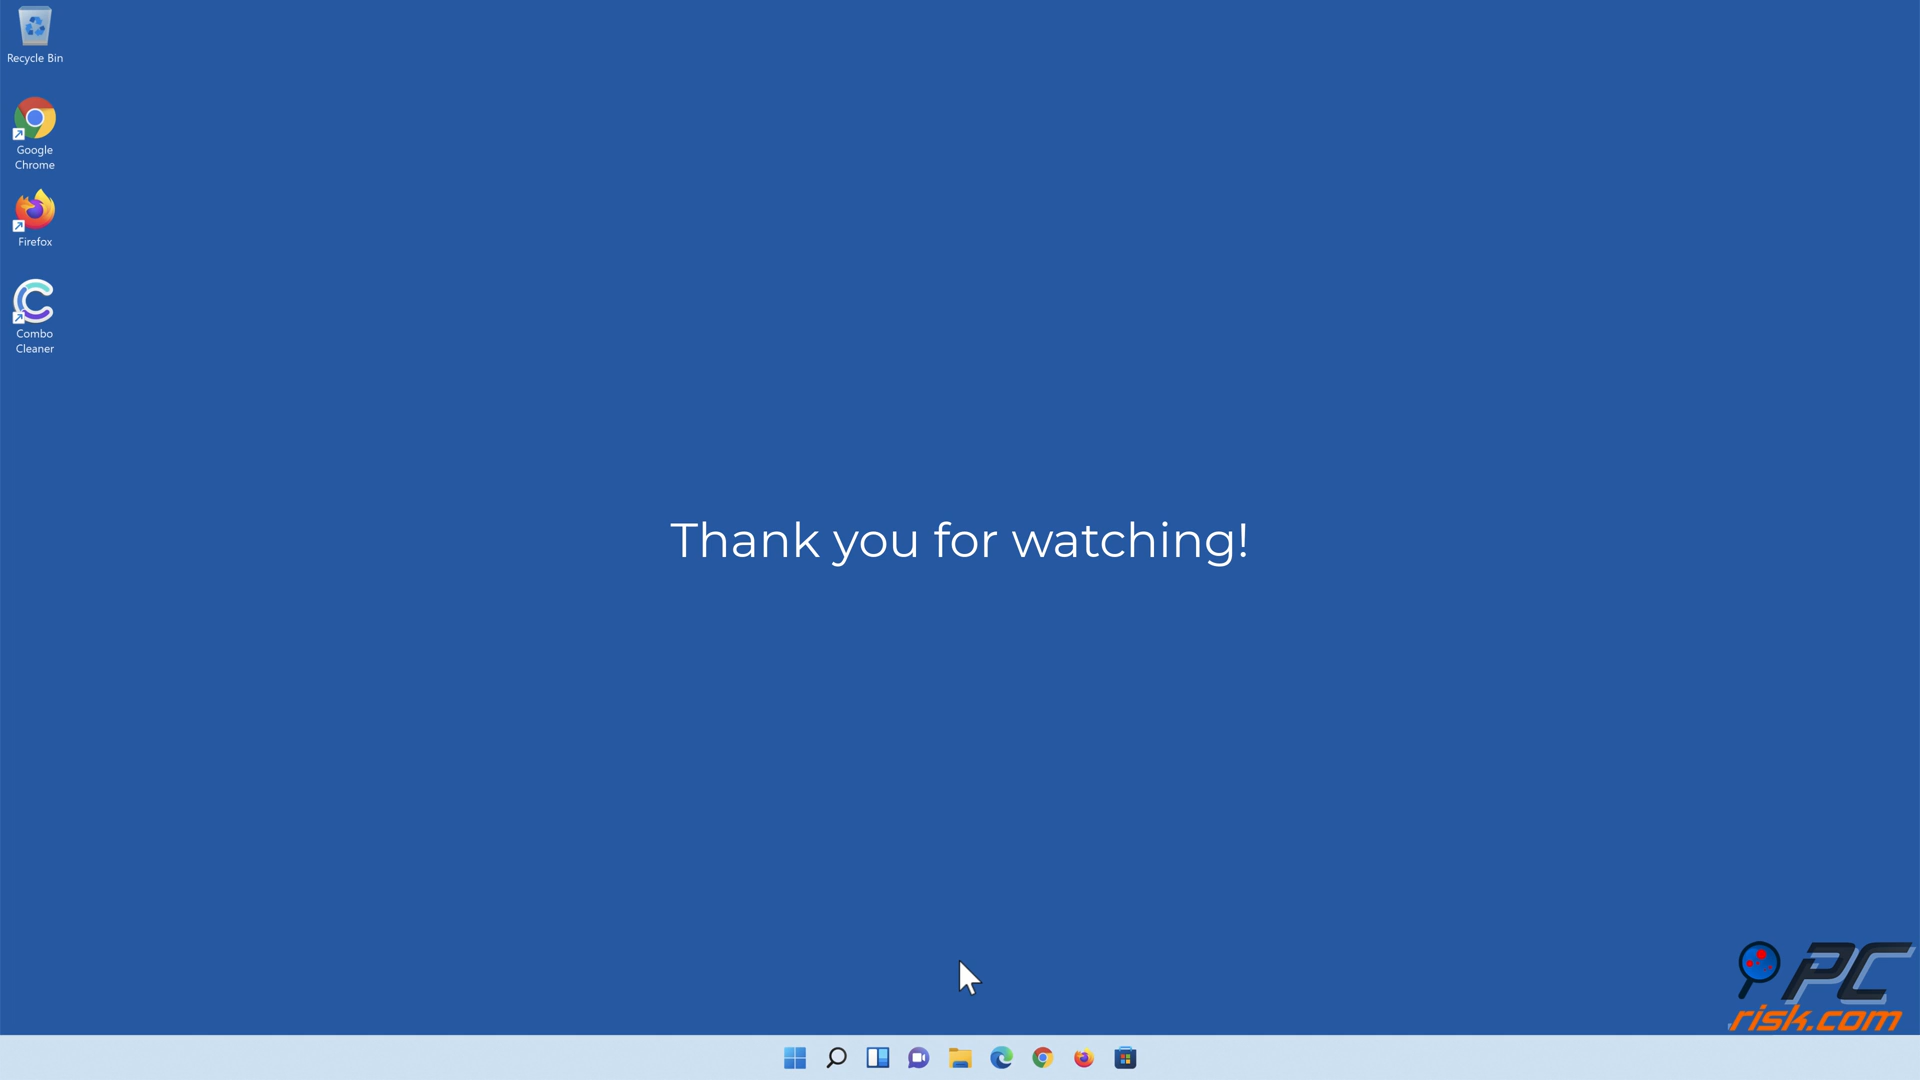 Recycle Bin
Google
Chrome
Firefox
Combo
Cleaner
Thank you for watching!
PC
risk.com